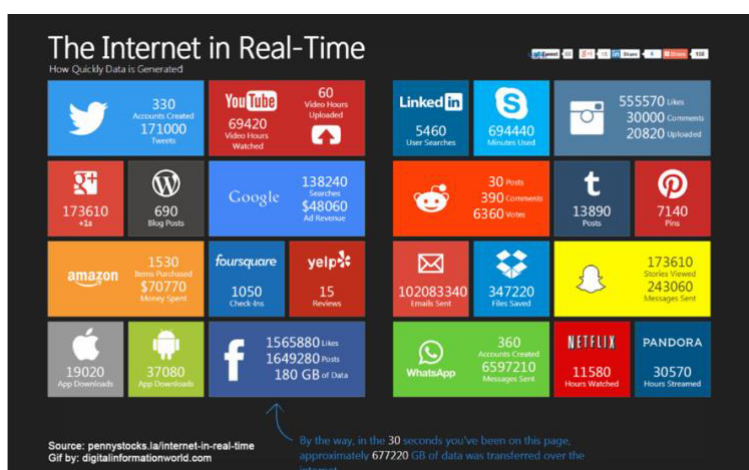 The Internet in Real-Time
How Quickly Data is Generated
Tweet
+1
Share
Share
330
Accounts Created
171000
Tweets
YouTube
69420
Video Hours
Watched
60
Video Hours
Uploaded
Linked in
5460
User Searches
S
694440
Minutes Used
555570 Likes
30000 Comments
20820 Uploaded
g+
173610
+1s
W
690
Blog Posts
Google
138240
Searches
$48060
Ad Revenue
30 Posts
390 Comments
6360 Votes
t
13890
Posts
7140
Pins
amazon
1530
Items Purchased
$70770
Money Spent
foursquare
1050
Check-Ins
yelp
15
Reviews
102083340
Emails Sent
347220
Files Saved
173610
Stories Viewed
243060
Messages Sent
19020
App Downloads
37080
App Downloads
f
1565880 Likes
1649280 Posts
180 GB of Data
WhatsApp
360
Accounts Created
6597210
Messages Sent
NETFLIX
11580
Hours Watched
PANDORA
30570
Hours Streamed
Source: pennystocks.la/internet-in-real-time
Gif by: digitalinformationworld.com
By the way, in the 30 seconds you've been on this page,
approximately 677220 GB of data was transferred over the